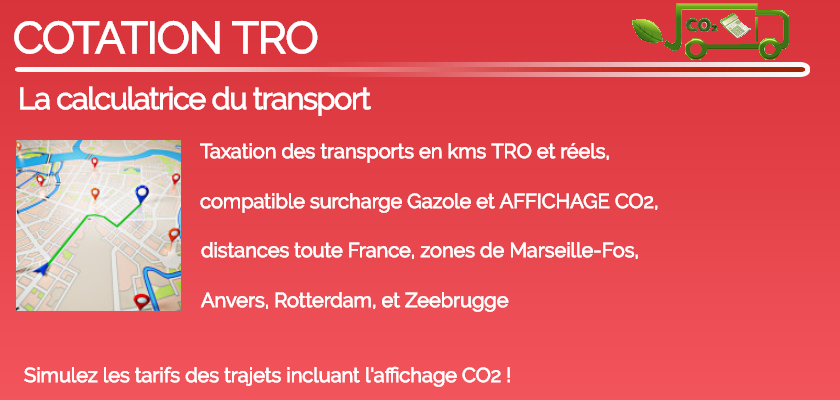 COTATION TRO
CO2
La calculatrice du transport
Taxation des transports en kms TRO et réels,
compatible surcharge Gazole et AFFICHAGE CO2,
distances toute France, zones de Marseille-Fos,
Anvers, Rotterdam, et Zeebrugge
Simulez les tarifs des trajets incluant l'affichage CO2 !